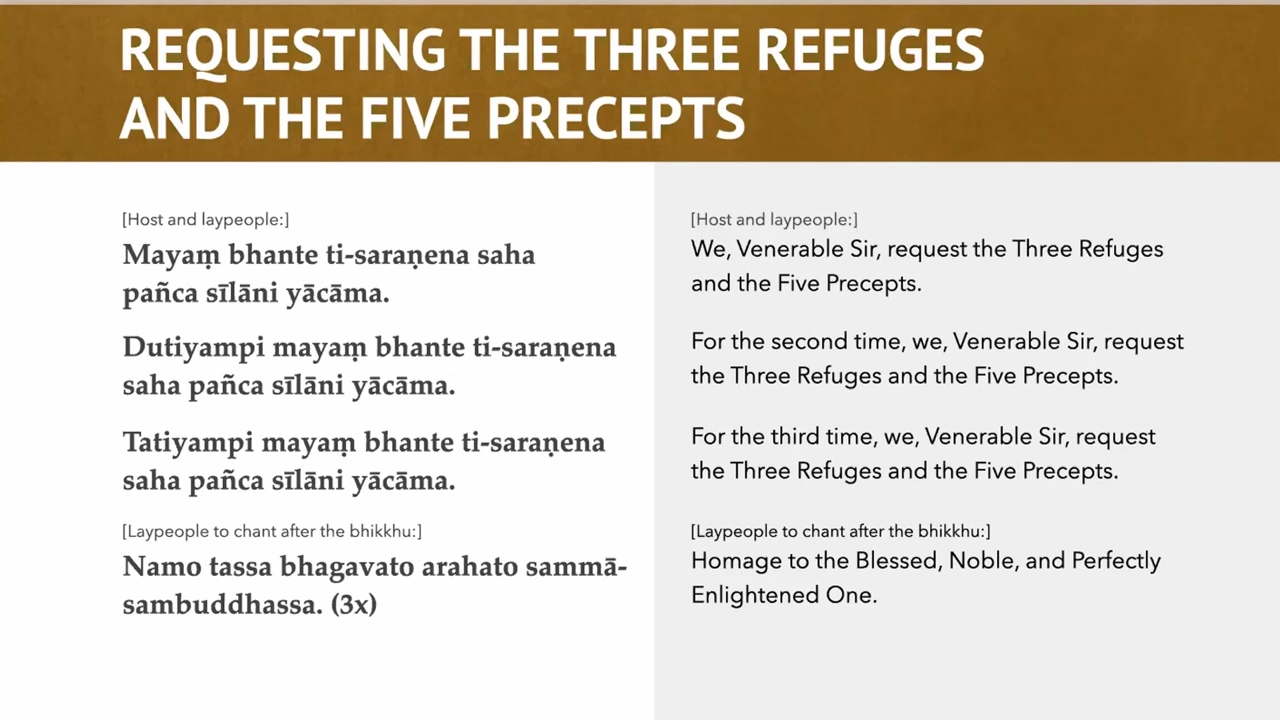 REQUESTING THE THREE REFUGES
AND THE FIVE PRECEPTS
[Host and laypeople:]
Mayaṃ bhante ti-saraṇena saha
pañca sīlāni yācāma.
Dutiyampi mayaṃ bhante ti-saraṇena
saha pañca sīlāni yācāma.
Tatiyampi mayaṃ bhante ti-saraṇena
saha pañca sīlāni yācāma.
[Laypeople to chant after the bhikkhu:]
Namo tassa bhagavato arahato sammā-
sambuddhassa. (3x)
[Host and laypeople:]
We, Venerable Sir, request the Three Refuges
and the Five Precepts.
For the second time, we, Venerable Sir, request
the Three Refuges and the Five Precepts.
For the third time, we, Venerable Sir, request
the Three Refuges and the Five Precepts.
[Laypeople to chant after the bhikkhu:]
Homage to the Blessed, Noble, and Perfectly
Enlightened One.